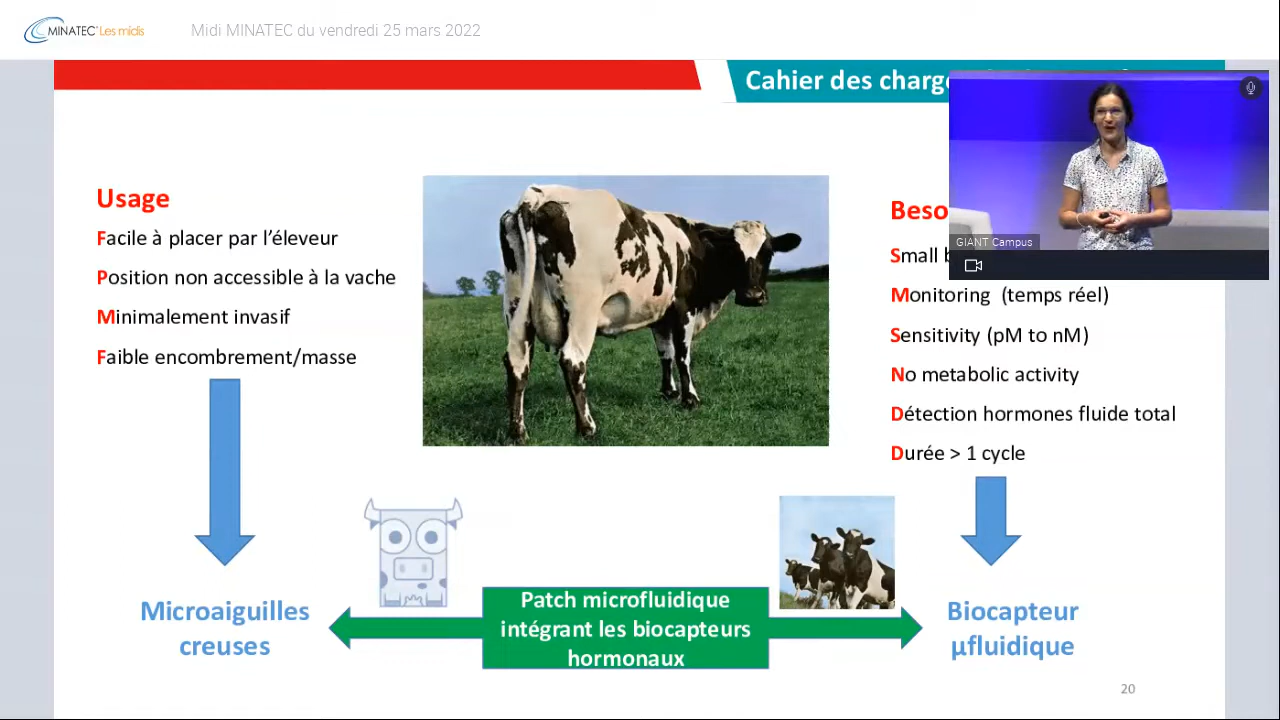 MINATEC Les midis
Midi MINATEC du vendredi 25 mars 2022
Cahier des
Usage
Facile à placer par l'éleveur
Position non accessible à la vache
Minimalement invasif
Faible encombrement/masse
GIANT Campus
Small
Monitoring (temps réel)
Sensitivity (pM to nM)
No metabolic activity
Détection hormones fluide total
Durée > 1 cycle
Microaiguilles
creuses
Patch microfluidique
intégrant les biocapteurs
hormonaux
Biocapteur
µfluidique
20